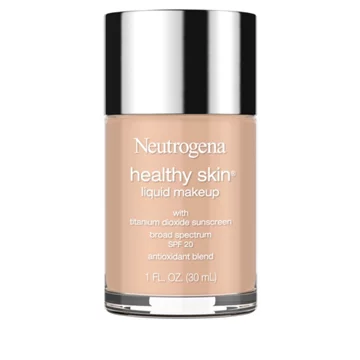 Neutrogena
healthy skin®
liquid makeup
with
titanium dioxide sunscreen
broad spectrum
SPF 20
antioxidant blend
1 FL. OZ. (30 mL)